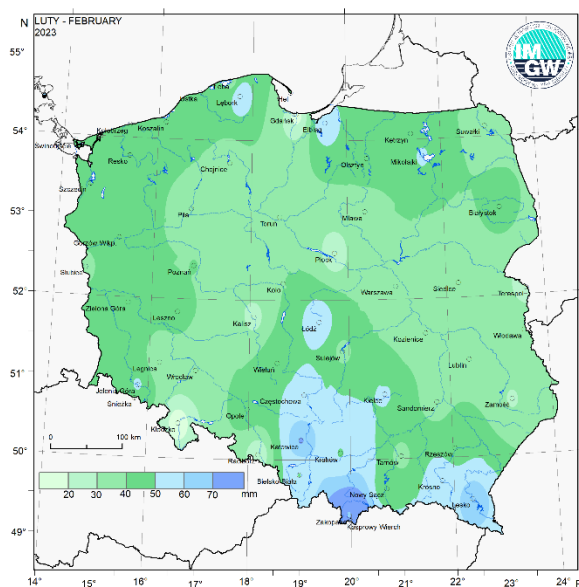 N
LUTY - FEBRUARY
2023
IM
GW
55°
54°
53°
52°
51°
50°
49°
Łeba
Ustka
Lębork
Hel
Gdańsk
Elbląg
Kołobrzeg
Koszalin
Świnoujście
Resko
Chojnice
Kętrzyn
Suwałki
Olsztyn
Mikołajki
Szczecin
Piła
Toruń
Mława
Białystok
Gorzów Wlkp.
Płock
Słubice
Poznań
Koło
Warszawa
Siedlce
Terespol
Zielona Góra
Leszno
Kalisz
Łódź
Kozienice
Włodawa
Sulejów
Legnica
Wrocław
Wieluń
Lublin
Jelenia Góra
Śnieżka
Częstochowa
Kielce
Sandomierz
Zamość
Opole
Kłodzko
0 100 km
Katowice
Kraków
Racibórz
Tarnów
Rzeszów
Bielsko-Biała
Nowy Sącz
Krosno
Lesko
Zakopane
Kasprowy Wierch
20 30 40 50 60 70 mm
14° 15° 16° 17° 18° 19° 20° 21° 22° 23° 24° E